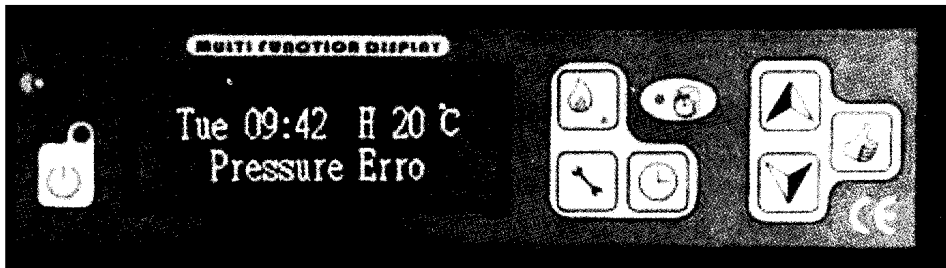 MULTI FUNCTION DISPLAY
Tue 09:42 H 20 °C
Pressure Erro
CE